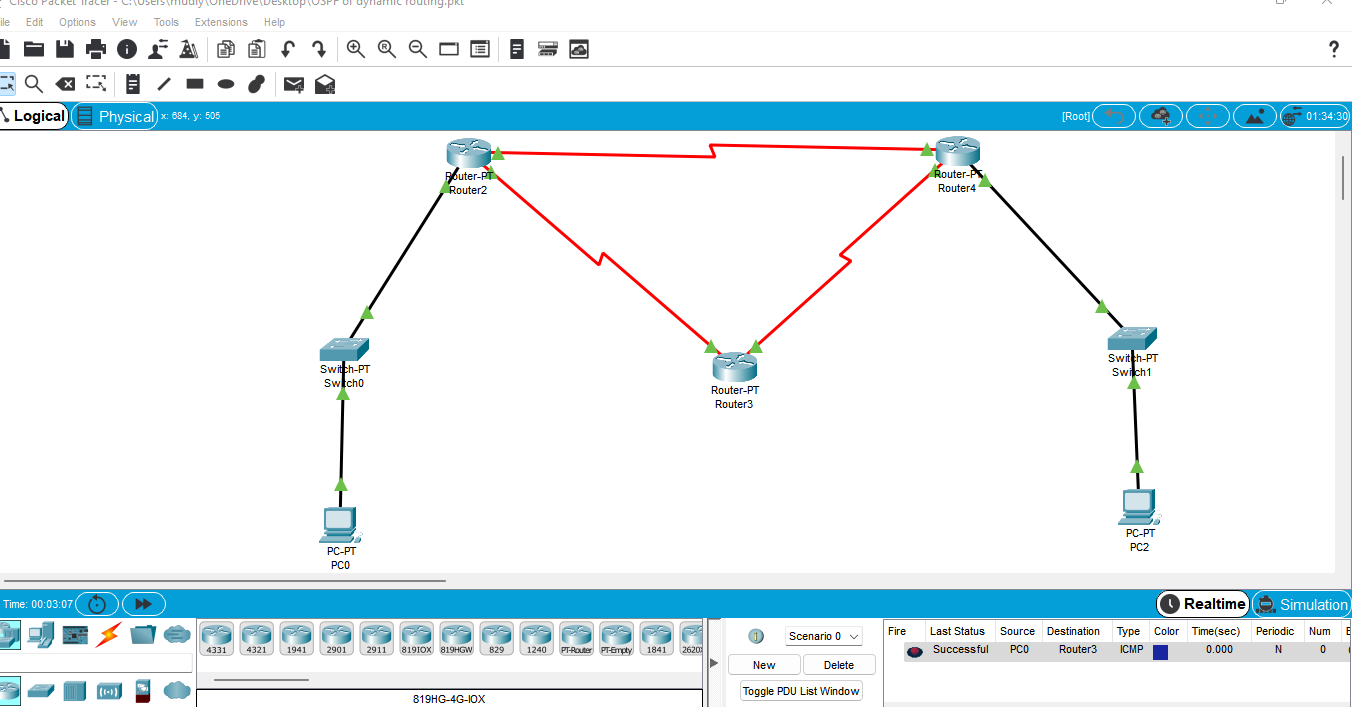 Cisco Packet Tracer - C:\Users\mudiy\OneDrive\Desktop\OSPF of dynamic routing.pkt
ile Edit Options View Tools Extensions Help
?
Logical Physical x: 684, y: 505 [Root] 01:34:30
Router-PT
Router2
Router-PT
Router4
Switch-PT
Switch0
Switch-PT
Switch1
Router-PT
Router3
PC-PT
PC0
PC-PT
PC2
Time: 00:03:07 Realtime Simulation
4331 4321 1941 2901 2911 819IOX 819HGW 829 1240 PT-Router PT-Empty 1841 2620X
819HG-4G-IOX
Scenario 0
New Delete
Toggle PDU List Window
Fire Last Status Source Destination Type Color Time(sec) Periodic Num E
Successful PC0 Router3 ICMP 0.000 N 0 (